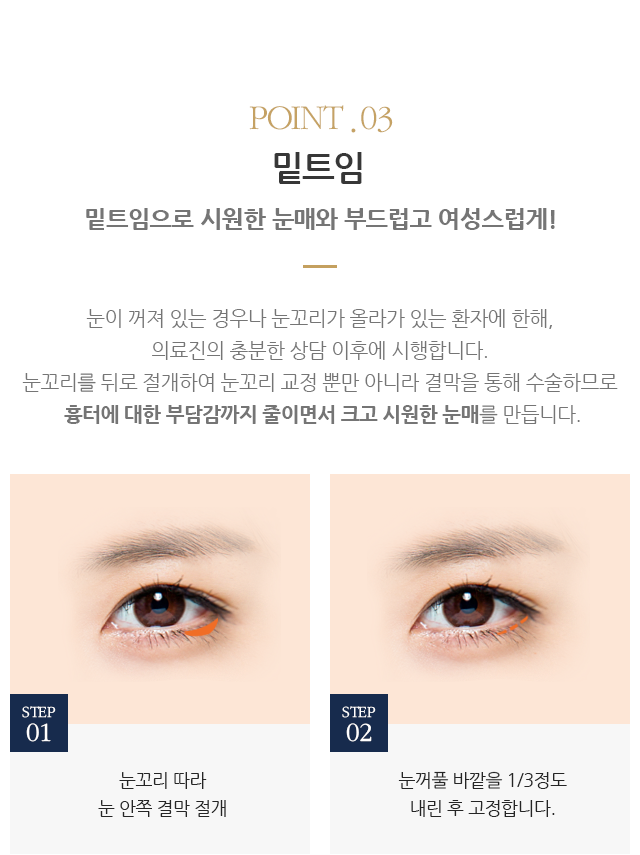 POINT . 03
밑트임
밑트임으로 시원한 눈매와 부드럽고 여성스럽게!
눈이 꺼져 있는 경우나 눈꼬리가 올라가 있는 환자에 한해,
의료진의 충분한 상담 이후에 시행합니다.
눈꼬리를 뒤로 절개하여 눈꼬리 교정 뿐만 아니라 결막을 통해 수술하므로
흉터에 대한 부담감까지 줄이면서 크고 시원한 눈매를 만듭니다.
STEP
01
눈꼬리 따라
눈 안쪽 결막 절개
STEP
02
눈꺼풀 바깥을 1/3정도
내린 후 고정합니다.